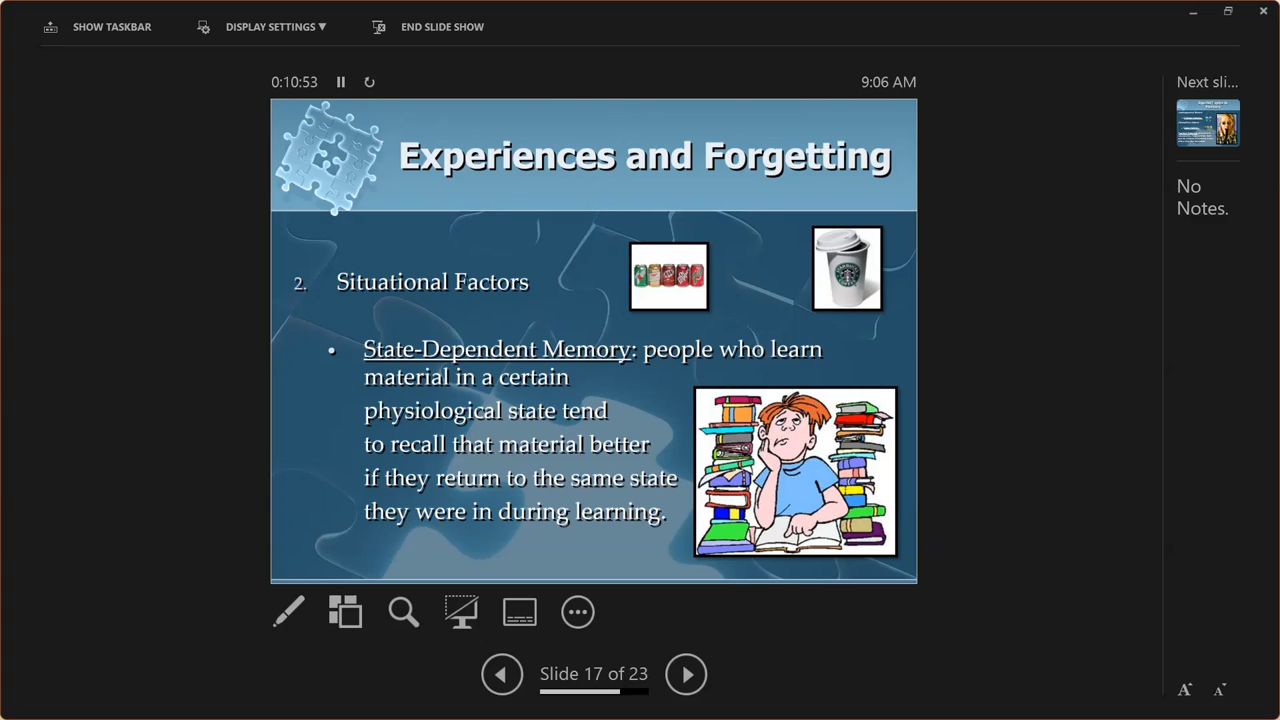 SHOW TASKBAR
DISPLAY SETTINGS ▼
END SLIDE SHOW
0:10:53
9:06 AM
Next sli...
Experiences and Forgetting
2. Situational Factors
• State-Dependent Memory: people who learn
material in a certain
physiological state tend
to recall that material better
if they return to the same state
they were in during learning.
No
Notes.
Slide 17 of 23
A A